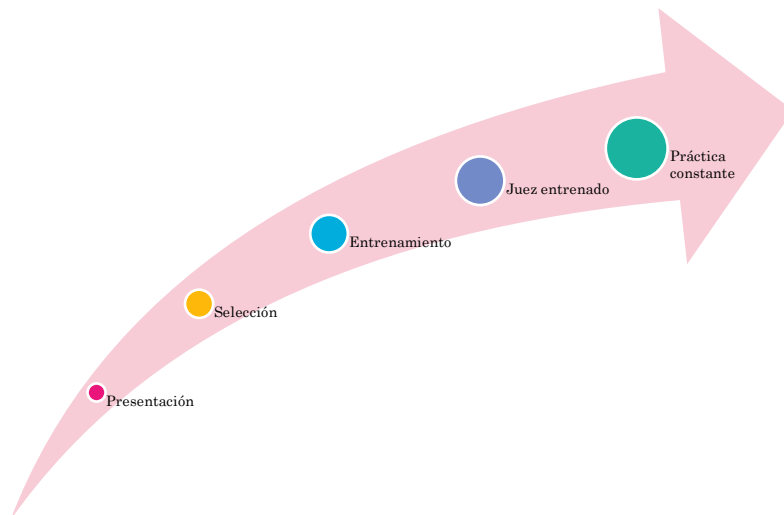 Presentación
Selección
Entrenamiento
Juez entrenado
Práctica
constante